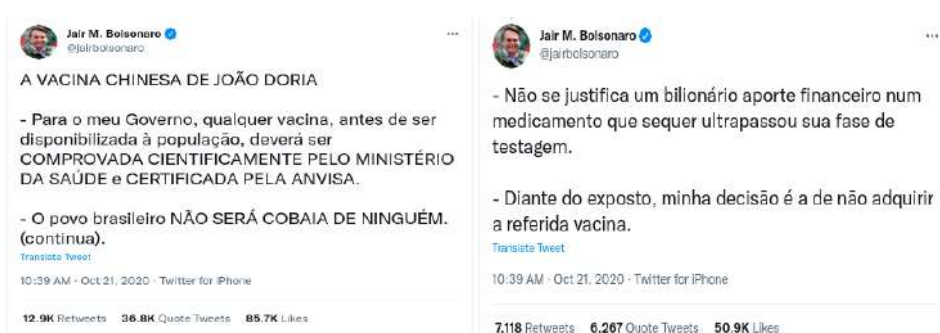 Jair M. Bolsonaro
@jairbolsonaro
A VACINA CHINESA DE JOÃO DORIA
- Para o meu Governo, qualquer vacina, antes de ser
disponibilizada à população, deverá ser
COMPROVADA CIENTIFICAMENTE PELO MINISTÉRIO
DA SAÚDE e CERTIFICADA PELA ANVISA.
- O povo brasileiro NÃO SERÁ COBAIA DE NINGUÉM.
(continua).
Translate Tweet
10:39 AM · Oct 21, 2020 · Twitter for iPhone
12.9K Retweets 36.8K Quote Tweets 85.7K Likes
Jair M. Bolsonaro
@jairbolsonaro
- Não se justifica um bilionário aporte financeiro num
medicamento que sequer ultrapassou sua fase de
testagem.
- Diante do exposto, minha decisão é a de não adquirir
a referida vacina.
Translate Tweet
10:39 AM · Oct 21, 2020 · Twitter for iPhone
7,118 Retweets 6,267 Quote Tweets 50.9K Likes